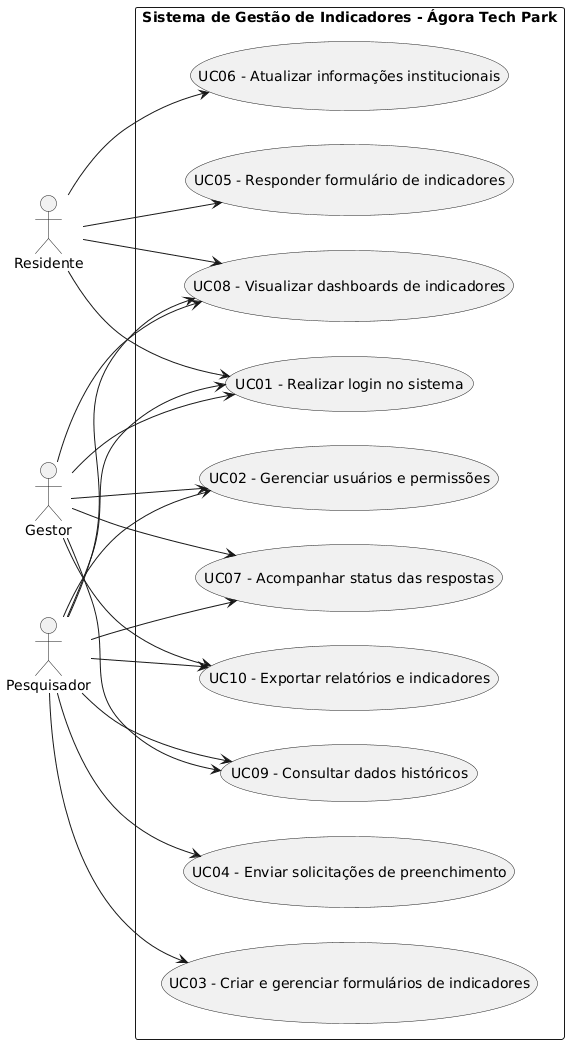 Sistema de Gestão de Indicadores - Ágora Tech Park
UC06 - Atualizar informações institucionais
UC05 - Responder formulário de indicadores
Residente
UC08 - Visualizar dashboards de indicadores
UC01 - Realizar login no sistema
UC02 - Gerenciar usuários e permissões
Gestor
UC07 - Acompanhar status das respostas
UC10 - Exportar relatórios e indicadores
Pesquisador
UC09 - Consultar dados históricos
UC04 - Enviar solicitações de preenchimento
UC03 - Criar e gerenciar formulários de indicadores